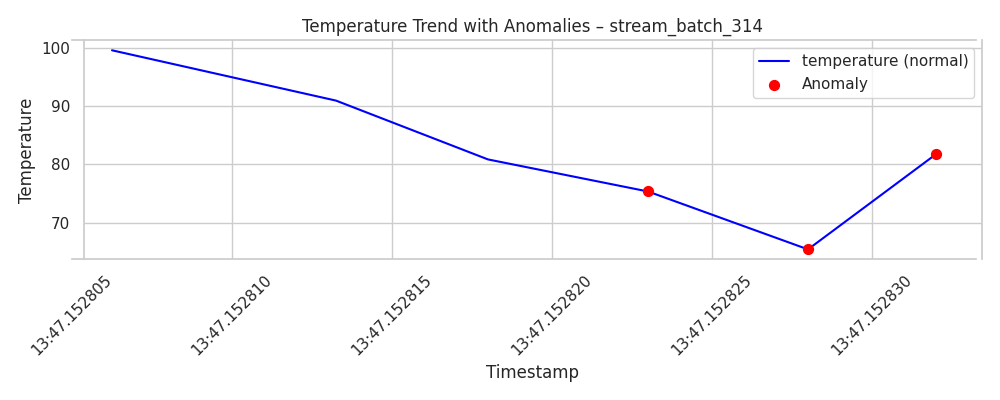 Temperature Trend with Anomalies – stream_batch_314
temperature (normal)
Anomaly
Temperature
100
90
80
70
13:47.152805
13:47.152810
13:47.152815
13:47.152820
13:47.152825
13:47.152830
Timestamp